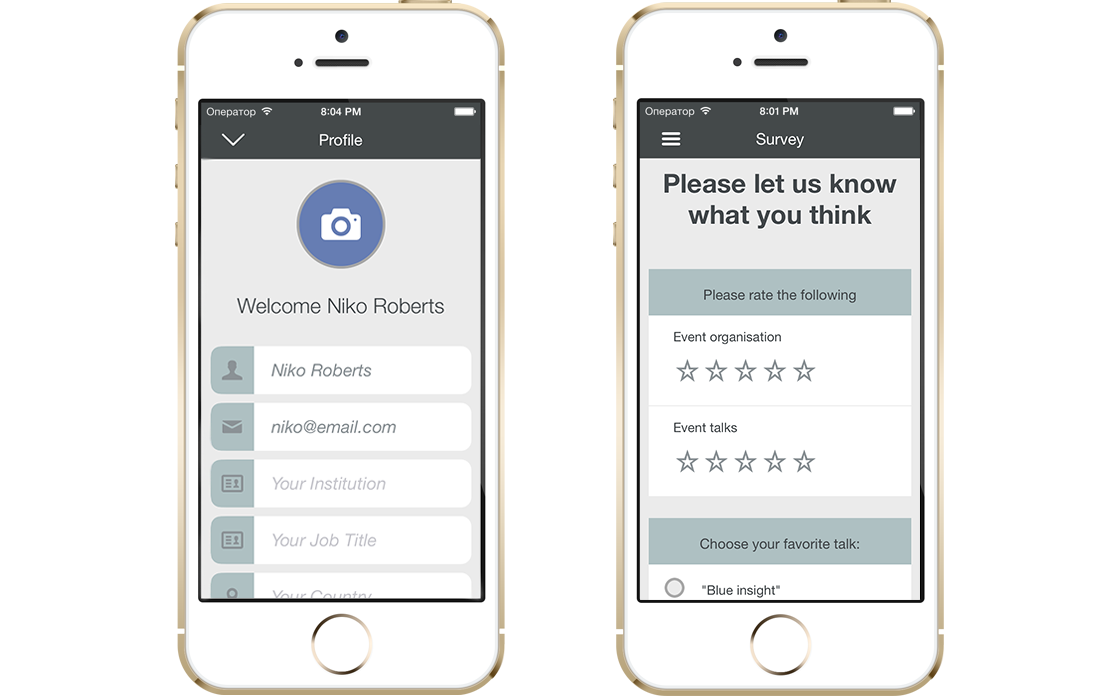 Оператор 8:04 PM
Profile
Welcome Niko Roberts
Niko Roberts
niko@email.com
Your Institution
Your Job Title
Your Country
Оператор 8:01 PM
Survey
Please let us know
what you think
Please rate the following
Event organisation
Event talks
Choose your favorite talk:
"Blue insight"